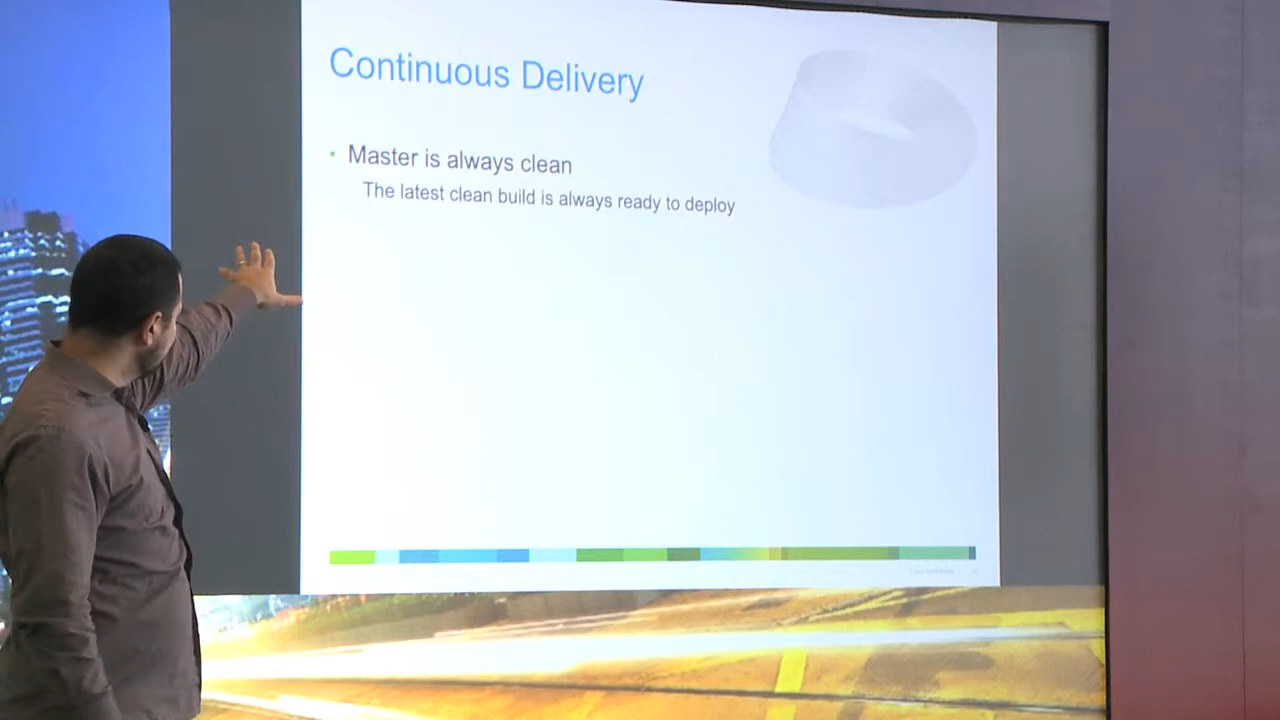 Continuous Delivery
• Master is always clean
The latest clean build is always ready to deploy